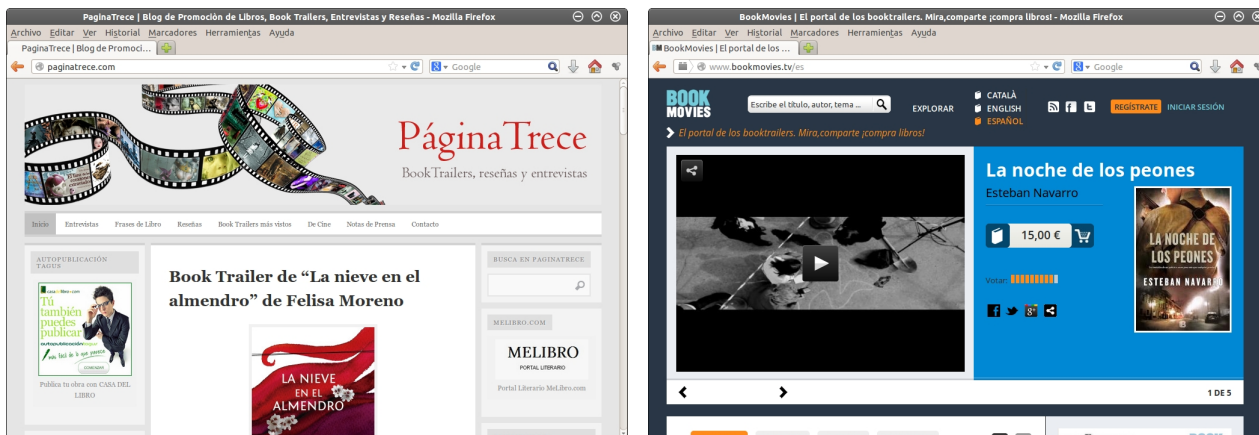 PaginaTrece | Blog de Promoción de Libros, Book Trailers, Entrevistas y Reseñas - Mozilla Firefox
Archivo Editar Ver Historial Marcadores Herramientas Ayuda
PaginaTrece | Blog de Promoci...
paginatrece.com
Google
PáginaTrece
BookTrailers, reseñas y entrevistas
Inicio Entrevistas Frases de Libro Reseñas Book Trailers más vistos De Cine Notas de Prensa Contacto
AUTOPUBLICACIÓN
TAGUS
Tú
también
puedes
publicar
más fácil de lo que parece
Publica tu obra con CASA DEL
LIBRO
Book Trailer de “La nieve en el
almendro” de Felisa Moreno
LA NIEVE
EN EL
ALMENDRO
BUSCA EN PAGINATRECE
MELIBRO.COM
MELIBRO
PORTAL LITERARIO
Portal Literario MeLibro.com
BookMovies | El portal de los booktrailers. Mira,comparte ¡compra libros! - Mozilla Firefox
Archivo Editar Ver Historial Marcadores Herramientas Ayuda
BookMovies | El portal de los ...
www.bookmovies.tv/es
Google
BOOK
MOVIES
Escribe el título, autor, tema ...
EXPLORAR
CATALÀ
ENGLISH
ESPAÑOL
REGÍSTRATE INICIAR SESIÓN
El portal de los booktrailers. Mira,comparte ¡compra libros!
La noche de los peones
Esteban Navarro
15,00 €
Votar:
LA NOCHE DE
LOS PEONES
ESTEBAN NAVARRO
1 DE 5